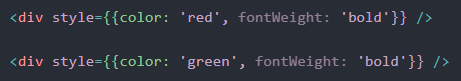 <div style={{color: 'red', fontWeight: 'bold'}} />
<div style={{color: 'green', fontWeight: 'bold'}} />